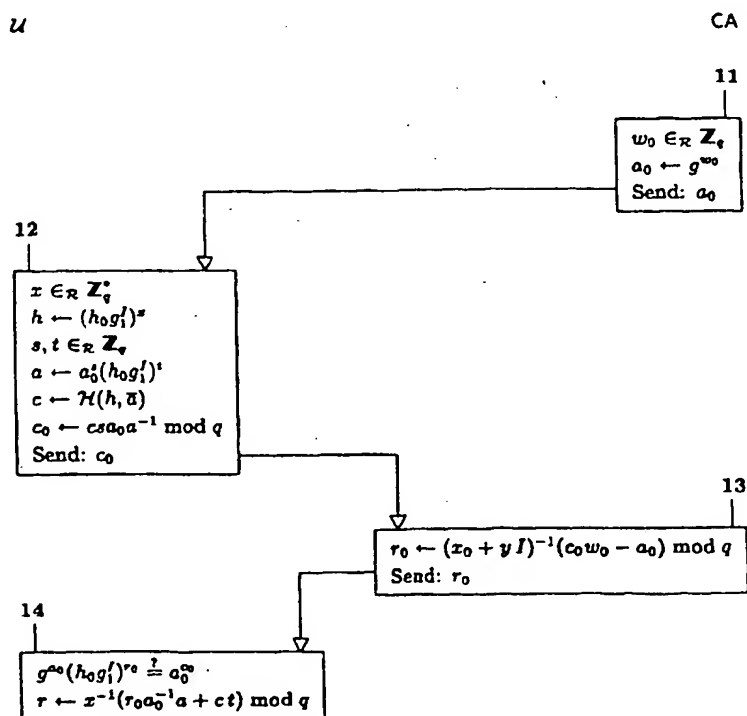 𝒰
CA
11
w₀ ∈_ℛ ℤ_q
a₀ ← g^{w₀}
Send: a₀
12
x ∈_ℛ ℤ_q^*
h ← (h₀g₁^I)^x
s, t ∈_ℛ ℤ_q
a ← a₀^s(h₀g₁^I)^t
c ← ℋ(h, a̅)
c₀ ← csa₀a⁻¹ mod q
Send: c₀
13
r₀ ← (x₀ + yI)⁻¹(c₀w₀ − a₀) mod q
Send: r₀
14
g^{a₀}(h₀g₁^I)^{r₀} ≟ a₀^{c₀}
r ← x⁻¹(r₀a₀⁻¹a + ct) mod q